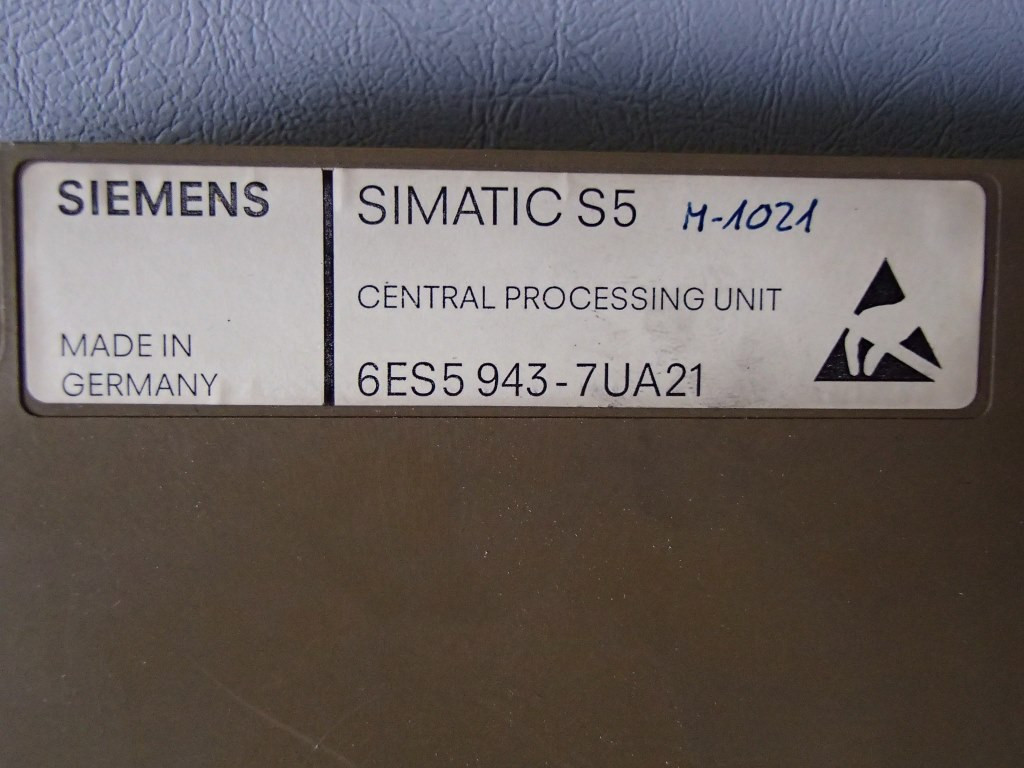 SIEMENS
MADE IN
GERMANY
SIMATIC S5 M-1021
CENTRAL PROCESSING UNIT
6ES5 943-7UA21